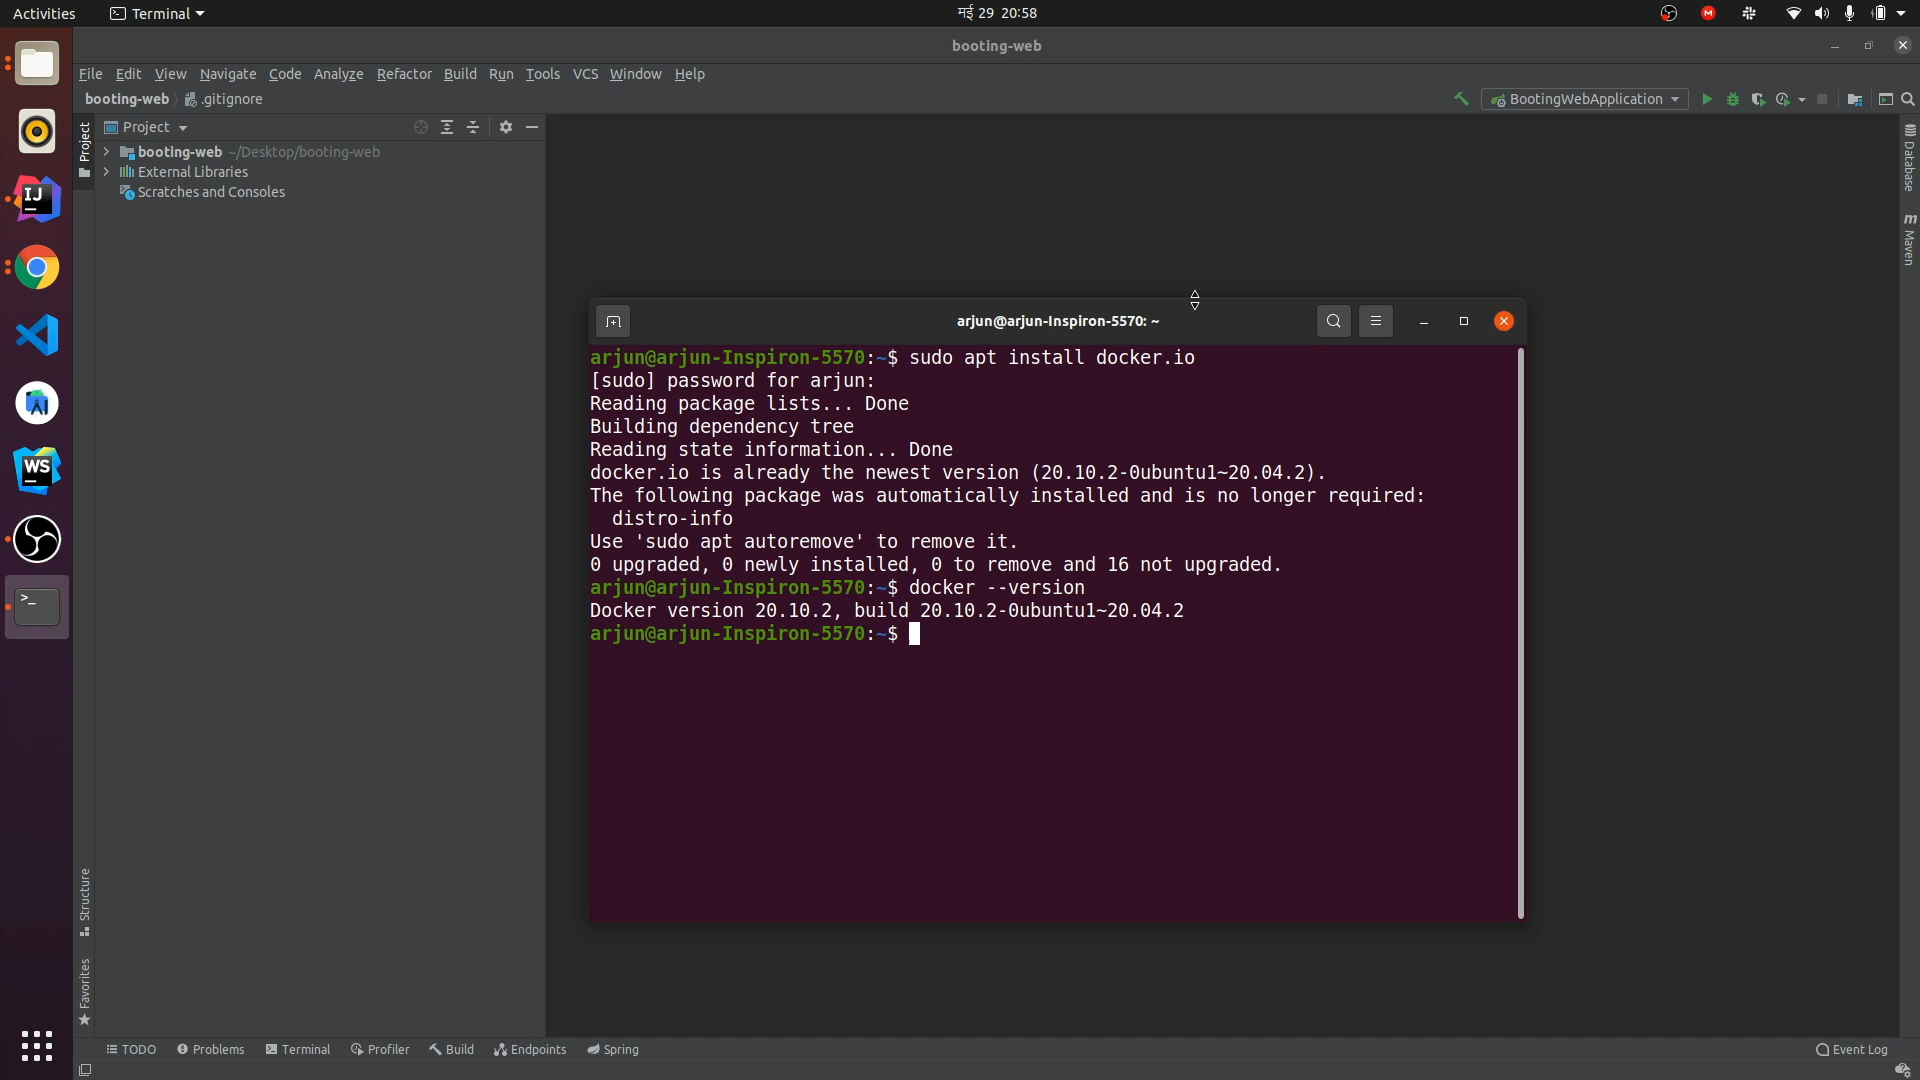 Activities
Terminal
मई 29 20:58
booting-web
File Edit View Navigate Code Analyze Refactor Build Run Tools VCS Window Help
booting-web
.gitignore
BootingWebApplication
Project
Project
booting-web ~/Desktop/booting-web
External Libraries
Scratches and Consoles
Database
Maven
arjun@arjun-Inspiron-5570: ~
arjun@arjun-Inspiron-5570:~$ sudo apt install docker.io
[sudo] password for arjun:
Reading package lists... Done
Building dependency tree
Reading state information... Done
docker.io is already the newest version (20.10.2-0ubuntu1~20.04.2).
The following package was automatically installed and is no longer required:
distro-info
Use 'sudo apt autoremove' to remove it.
0 upgraded, 0 newly installed, 0 to remove and 16 not upgraded.
arjun@arjun-Inspiron-5570:~$ docker --version
Docker version 20.10.2, build 20.10.2-0ubuntu1~20.04.2
arjun@arjun-Inspiron-5570:~$
Structure
Favorites
TODO Problems Terminal Profiler Build Endpoints Spring
Event Log